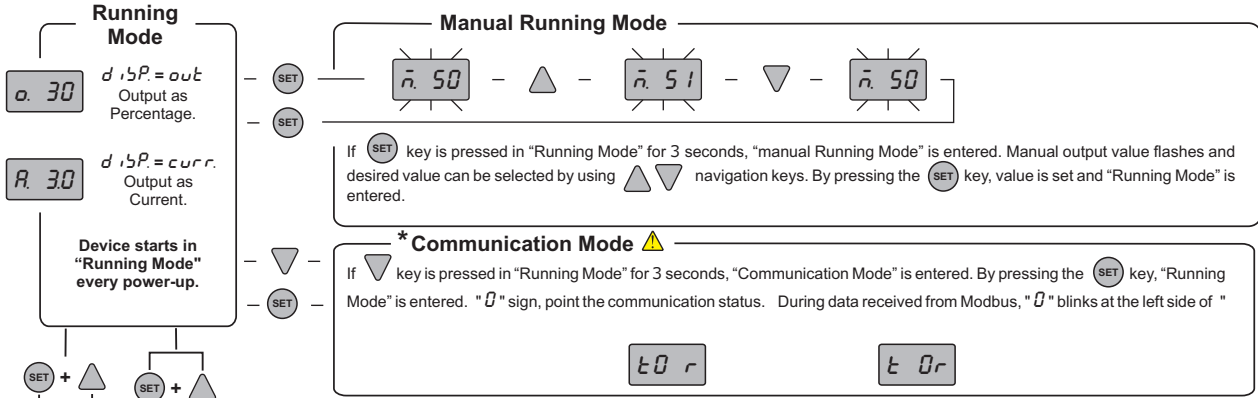 Running
Mode
o. 30
d ısP. = out
Output as
Percentage.
A. 3.0
d ısP. = curr.
Output as
Current.
Device starts in
“Running Mode"
every power-up.
SET
SET
Manual Running Mode
n̄. 50
n̄. 51
n̄. 50
If SET key is pressed in “Running Mode” for 3 seconds, “manual Running Mode” is entered. Manual output value flashes and
desired value can be selected by using navigation keys. By pressing the SET key, value is set and “Running Mode” is
entered.
SET
* Communication Mode
If key is pressed in “Running Mode” for 3 seconds, “Communication Mode” is entered. By pressing the SET key, “Running
Mode” is entered. " 0 " sign, point the communication status. During data received from Modbus, " 0 " blinks at the left side of "
t0 r
t 0r
SET +
SET +